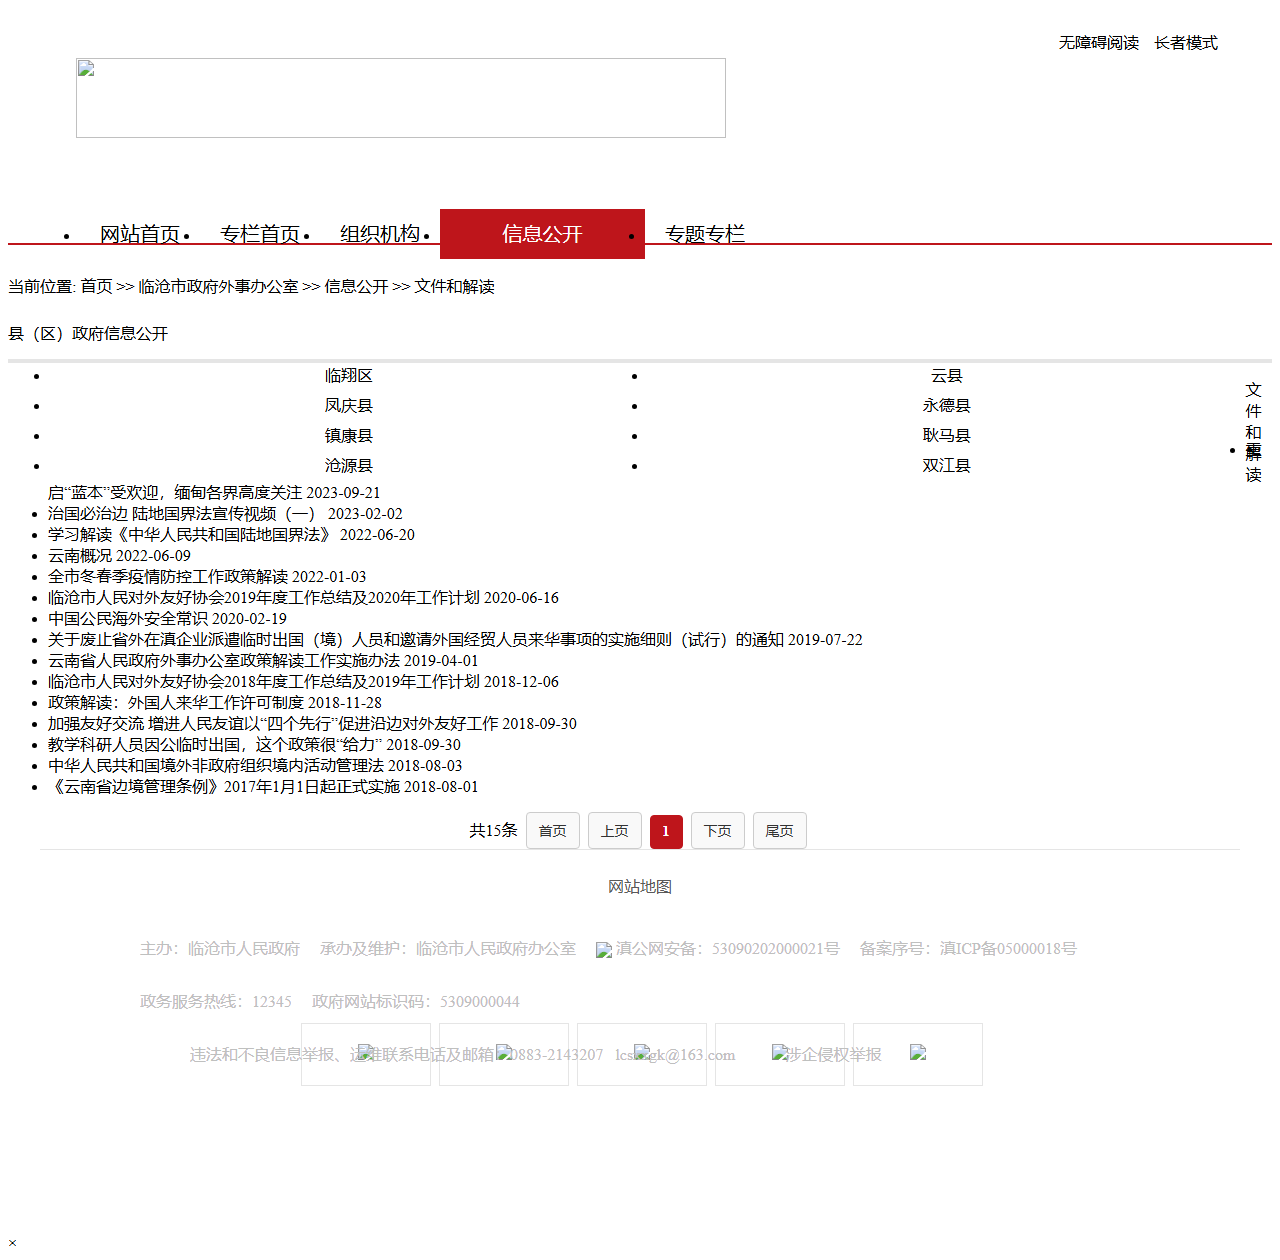 无障碍阅读 长者模式
网站首页 专栏首页 组织机构 信息公开 专题专栏
当前位置: 首页 >> 临沧市政府外事办公室 >> 信息公开 >> 文件和解读
县（区）政府信息公开
临翔区 云县
凤庆县 永德县
镇康县 耿马县
沧源县 双江县
文件和解读
启“蓝本”受欢迎，缅甸各界高度关注 2023-09-21
治国必治边 陆地国界法宣传视频（一） 2023-02-02
学习解读《中华人民共和国陆地国界法》 2022-06-20
云南概况 2022-06-09
全市冬春季疫情防控工作政策解读 2022-01-03
临沧市人民对外友好协会2019年度工作总结及2020年工作计划 2020-06-16
中国公民海外安全常识 2020-02-19
关于废止省外在滇企业派遣临时出国（境）人员和邀请外国经贸人员来华事项的实施细则（试行）的通知 2019-07-22
云南省人民政府外事办公室政策解读工作实施办法 2019-04-01
临沧市人民对外友好协会2018年度工作总结及2019年工作计划 2018-12-06
政策解读：外国人来华工作许可制度 2018-11-28
加强友好交流 增进人民友谊以“四个先行”促进沿边对外友好工作 2018-09-30
教学科研人员因公临时出国，这个政策很“给力” 2018-09-30
中华人民共和国境外非政府组织境内活动管理法 2018-08-03
《云南省边境管理条例》2017年1月1日起正式实施 2018-08-01
共15条 首页 上页 1 下页 尾页
网站地图
主办：临沧市人民政府 承办及维护：临沧市人民政府办公室 滇公网安备：53090202000021号 备案序号：滇ICP备05000018号
政务服务热线：12345 政府网站标识码：5309000044
违法和不良信息举报、运维联系电话及邮箱 0883-2143207 @163.com 涉企侵权举报
×